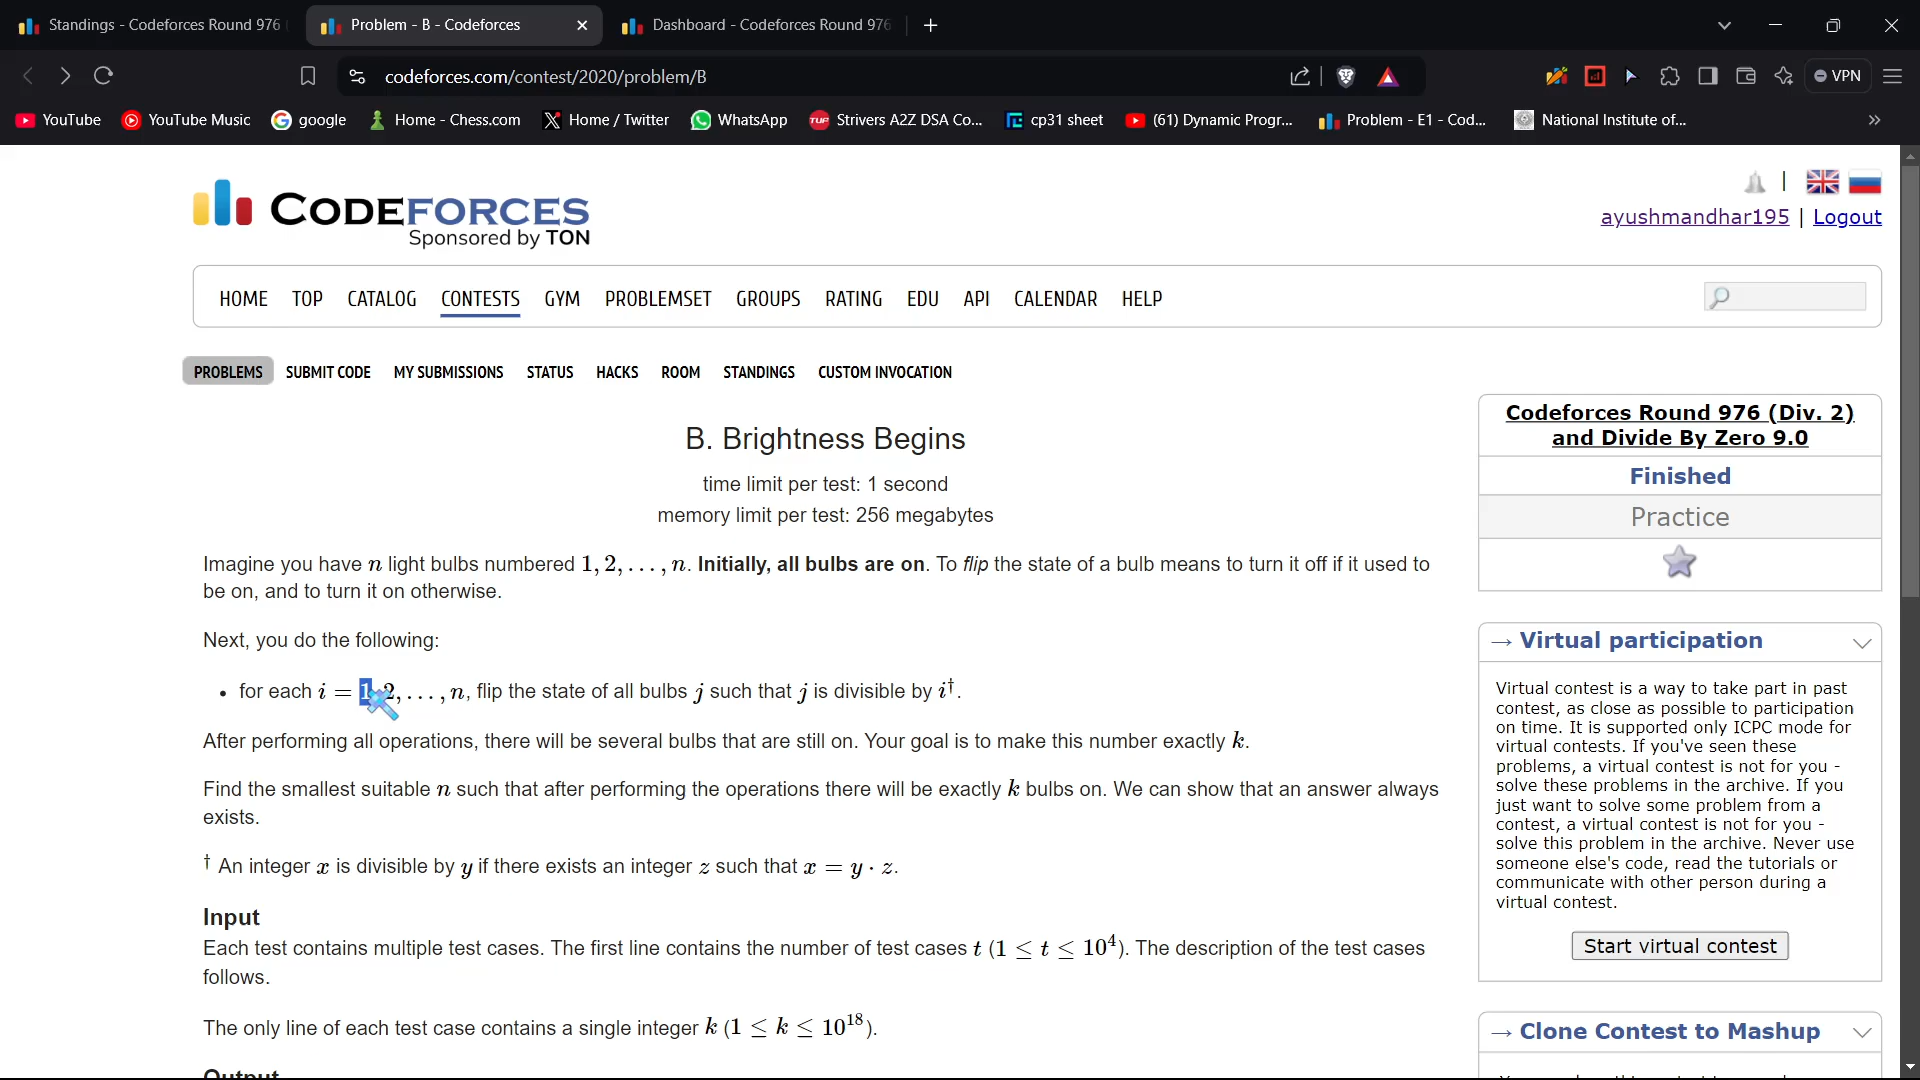 Standings - Codeforces Round 976
Problem - B - Codeforces
Dashboard - Codeforces Round 976
codeforces.com/contest/2020/problem/B
VPN
YouTube
YouTube Music
google
Home - Chess.com
Home / Twitter
WhatsApp
Strivers A2Z DSA Co...
cp31 sheet
(61) Dynamic Progr...
Problem - E1 - Cod...
National Institute of...
CODEFORCES
Sponsored by TON
ayushmandhar195 | Logout
HOME TOP CATALOG CONTESTS GYM PROBLEMSET GROUPS RATING EDU API CALENDAR HELP
PROBLEMS SUBMIT CODE MY SUBMISSIONS STATUS HACKS ROOM STANDINGS CUSTOM INVOCATION
B. Brightness Begins
time limit per test: 1 second
memory limit per test: 256 megabytes
Imagine you have n light bulbs numbered 1, 2, . . . , n. Initially, all bulbs are on. To flip the state of a bulb means to turn it off if it used to
be on, and to turn it on otherwise.
Next, you do the following:
• for each i = 1, 2, . . . , n, flip the state of all bulbs j such that j is divisible by i†.
After performing all operations, there will be several bulbs that are still on. Your goal is to make this number exactly k.
Find the smallest suitable n such that after performing the operations there will be exactly k bulbs on. We can show that an answer always
exists.
† An integer x is divisible by y if there exists an integer z such that x = y · z.
Input
Each test contains multiple test cases. The first line contains the number of test cases t (1 ≤ t ≤ 10⁴). The description of the test cases
follows.
The only line of each test case contains a single integer k (1 ≤ k ≤ 10¹⁸).
Output
Codeforces Round 976 (Div. 2)
and Divide By Zero 9.0
Finished
Practice
→ Virtual participation
Virtual contest is a way to take part in past
contest, as close as possible to participation
on time. It is supported only ICPC mode for
virtual contests. If you've seen these
problems, a virtual contest is not for you -
solve these problems in the archive. If you
just want to solve some problem from a
contest, a virtual contest is not for you -
solve this problem in the archive. Never use
someone else's code, read the tutorials or
communicate with other person during a
virtual contest.
Start virtual contest
→ Clone Contest to Mashup